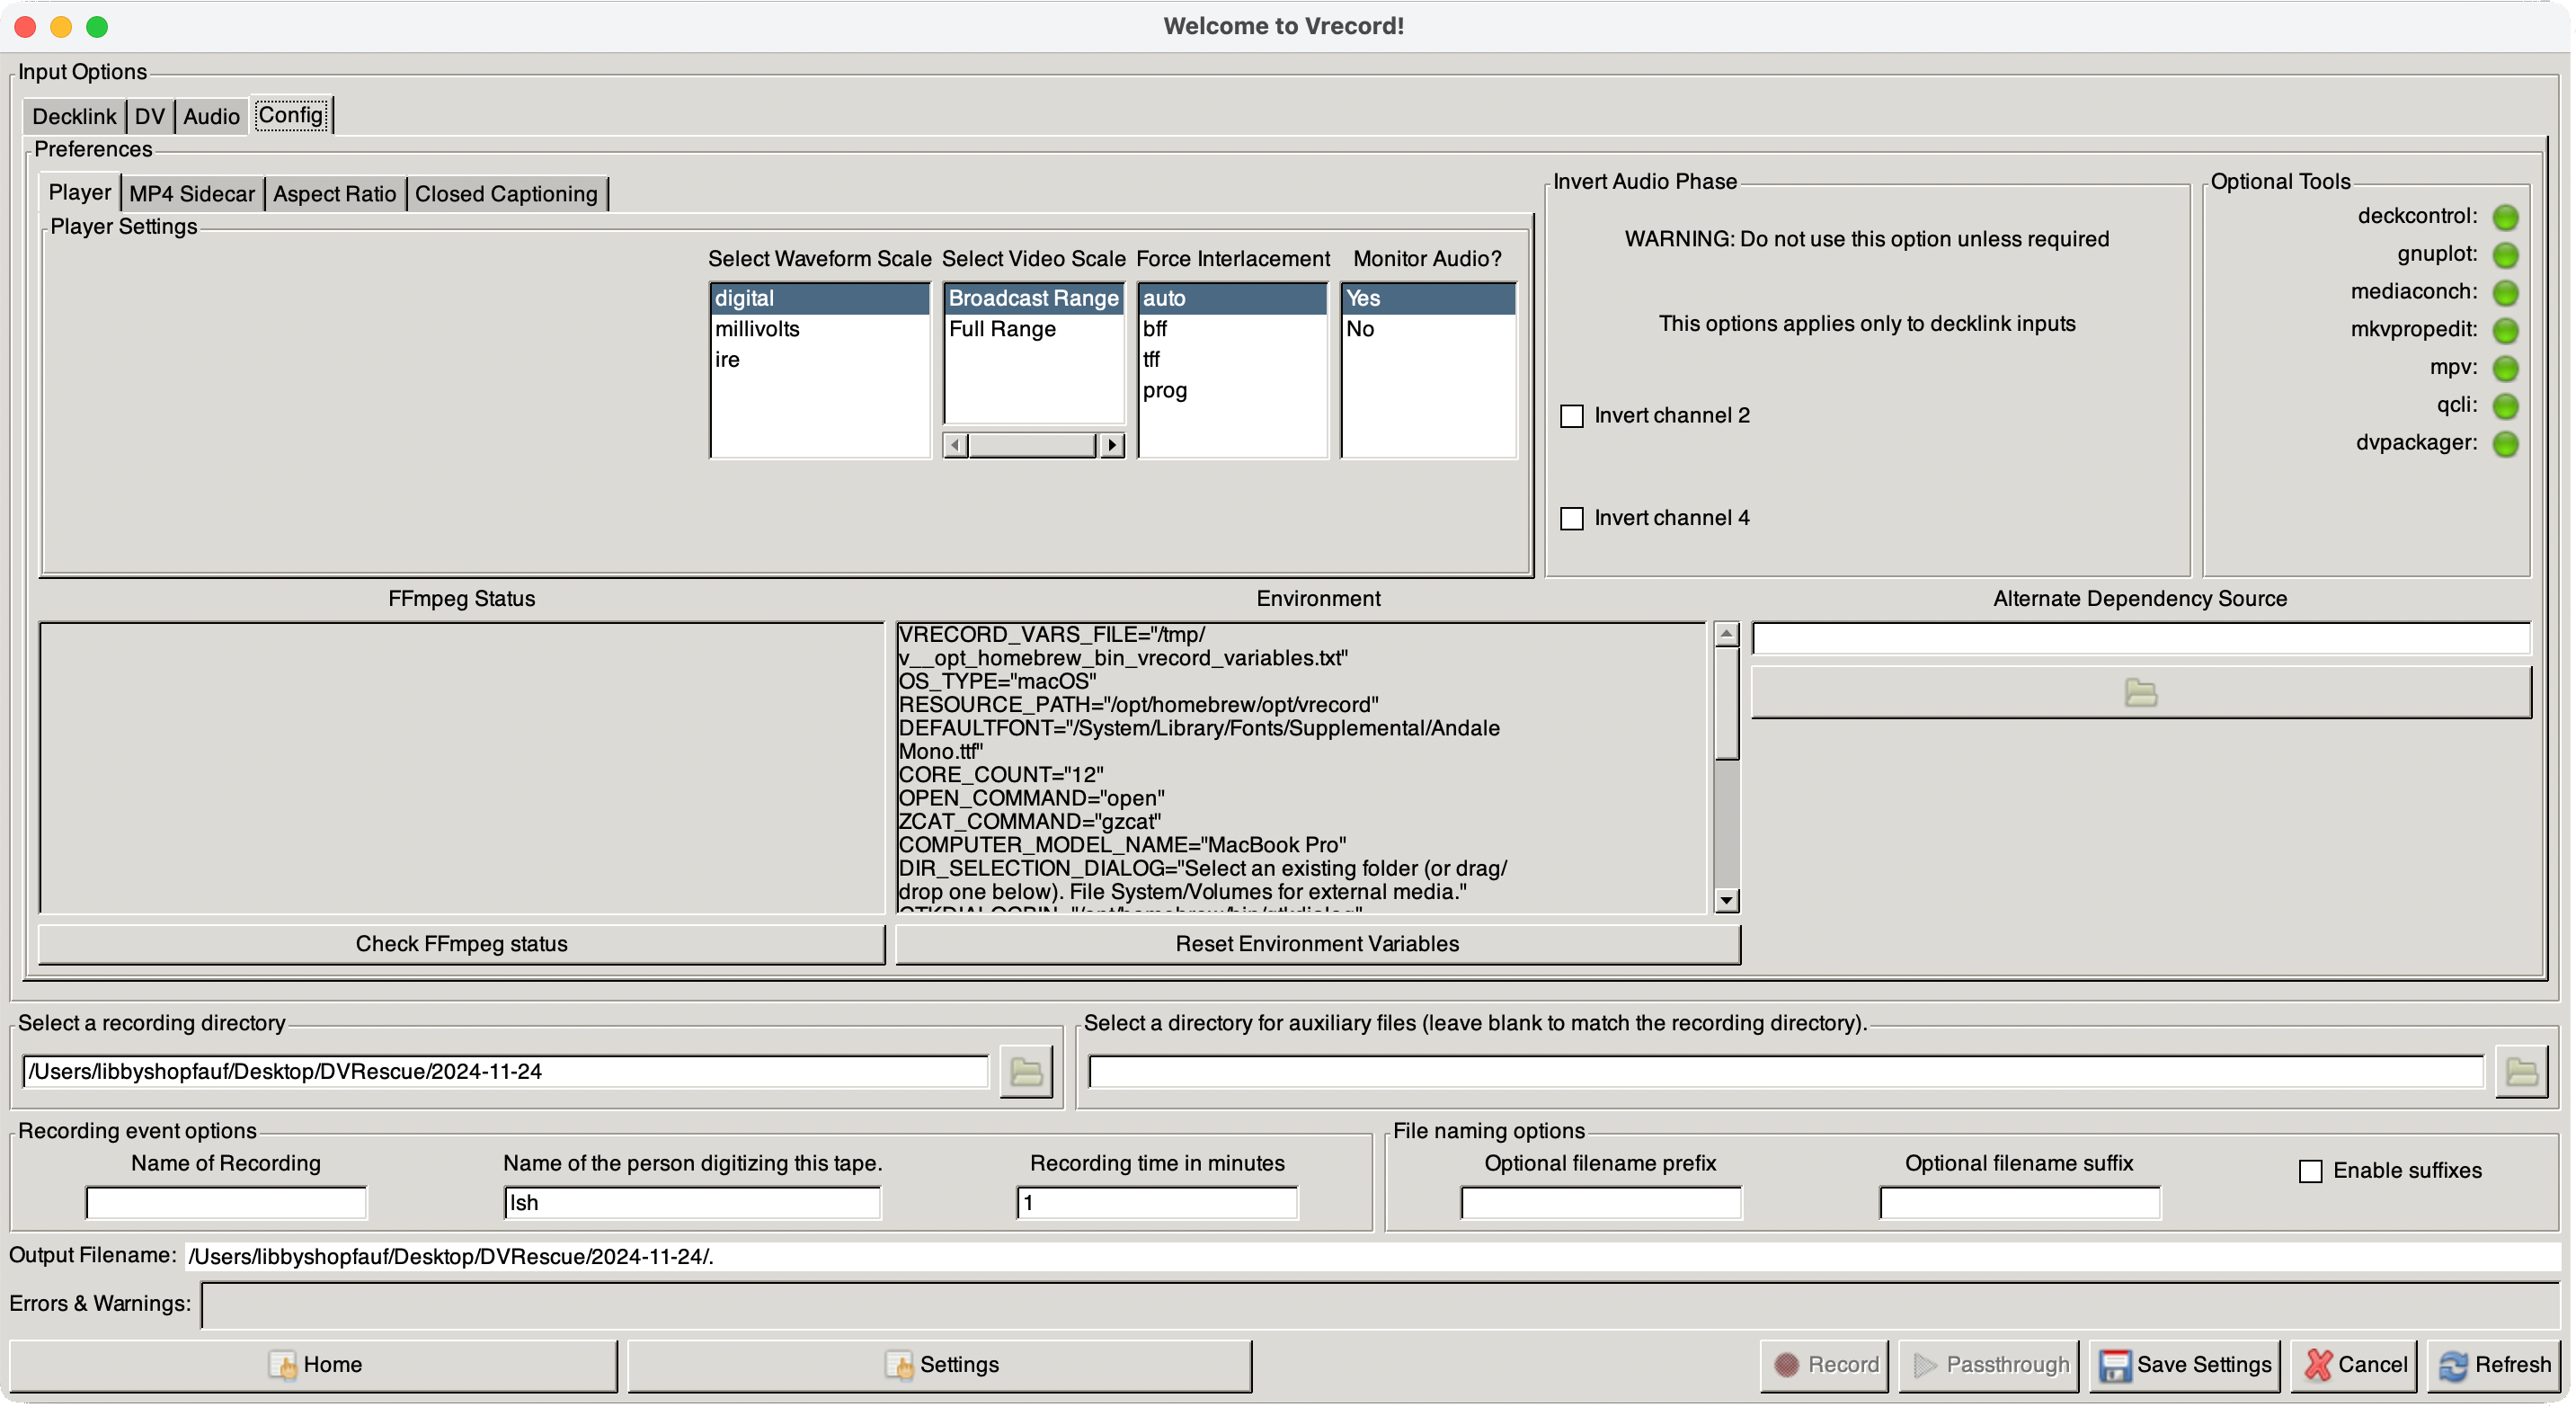 Welcome to Vrecord!
Input Options
Decklink DV Audio Config
Preferences
Player MP4 Sidecar Aspect Ratio Closed Captioning
Player Settings
Select Waveform Scale Select Video Scale Force Interlacement Monitor Audio?
digital Broadcast Range auto Yes
millivolts Full Range bff No
ire tff
prog
Invert Audio Phase
WARNING: Do not use this option unless required
This options applies only to decklink inputs
Invert channel 2
Invert channel 4
Optional Tools
deckcontrol:
gnuplot:
mediaconch:
mkvpropedit:
mpv:
qcli:
dvpackager:
FFmpeg Status
Check FFmpeg status
Environment
VRECORD_VARS_FILE="/tmp/
v__opt_homebrew_bin_vrecord_variables.txt"
OS_TYPE="macOS"
RESOURCE_PATH="/opt/homebrew/opt/vrecord"
DEFAULTFONT="/System/Library/Fonts/Supplemental/Andale
Mono.ttf"
CORE_COUNT="12"
OPEN_COMMAND="open"
ZCAT_COMMAND="gzcat"
COMPUTER_MODEL_NAME="MacBook Pro"
DIR_SELECTION_DIALOG="Select an existing folder (or drag/
drop one below). File System/Volumes for external media."
GTKDIALOGBIN="/opt/homebrew/bin/gtkdialog"
Reset Environment Variables
Alternate Dependency Source
Select a recording directory
/Users/libbyshopfauf/Desktop/DVRescue/2024-11-24
Select a directory for auxiliary files (leave blank to match the recording directory).
Recording event options
Name of Recording Name of the person digitizing this tape. Recording time in minutes
lsh 1
File naming options
Optional filename prefix Optional filename suffix Enable suffixes
Output Filename: /Users/libbyshopfauf/Desktop/DVRescue/2024-11-24/.
Errors & Warnings:
Home Settings Record Passthrough Save Settings Cancel Refresh